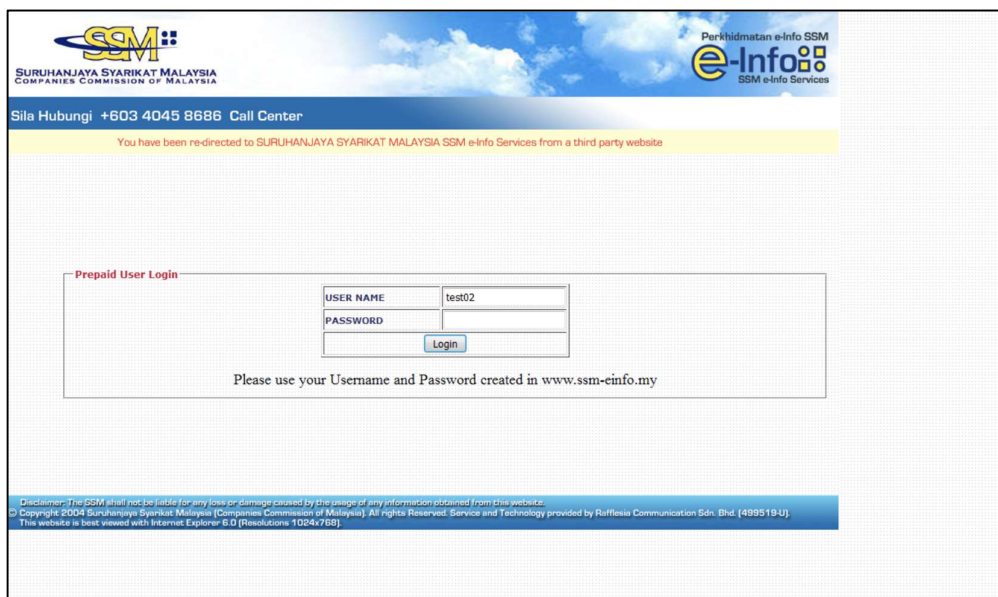 SSM
SURUHANJAYA SYARIKAT MALAYSIA
COMPANIES COMMISSION OF MALAYSIA
Perkhidmatan e-Info SSM
e-Info
SSM e-Info Services
Sila Hubungi +603 4045 8686 Call Center
You have been re-directed to SURUHANJAYA SYARIKAT MALAYSIA SSM e-Info Services from a third party website
Prepaid User Login
USER NAME test02
PASSWORD
Login
Please use your Username and Password created in www.ssm-einfo.my
Disclaimer: The SSM shall not be liable for any loss or damage caused by the usage of any information obtained from this website.
© Copyright 2004 Suruhanjaya Syarikat Malaysia (Companies Commission of Malaysia). All rights Reserved. Service and Technology provided by Rafflesia Communication Sdn. Bhd. (499519-U).
This website is best viewed with Internet Explorer 6.0 (Resolutions 1024x768).